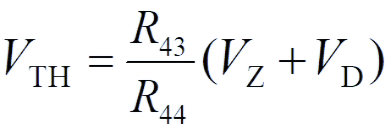 V_TH = R_43/R_44 (V_Z + V_D)